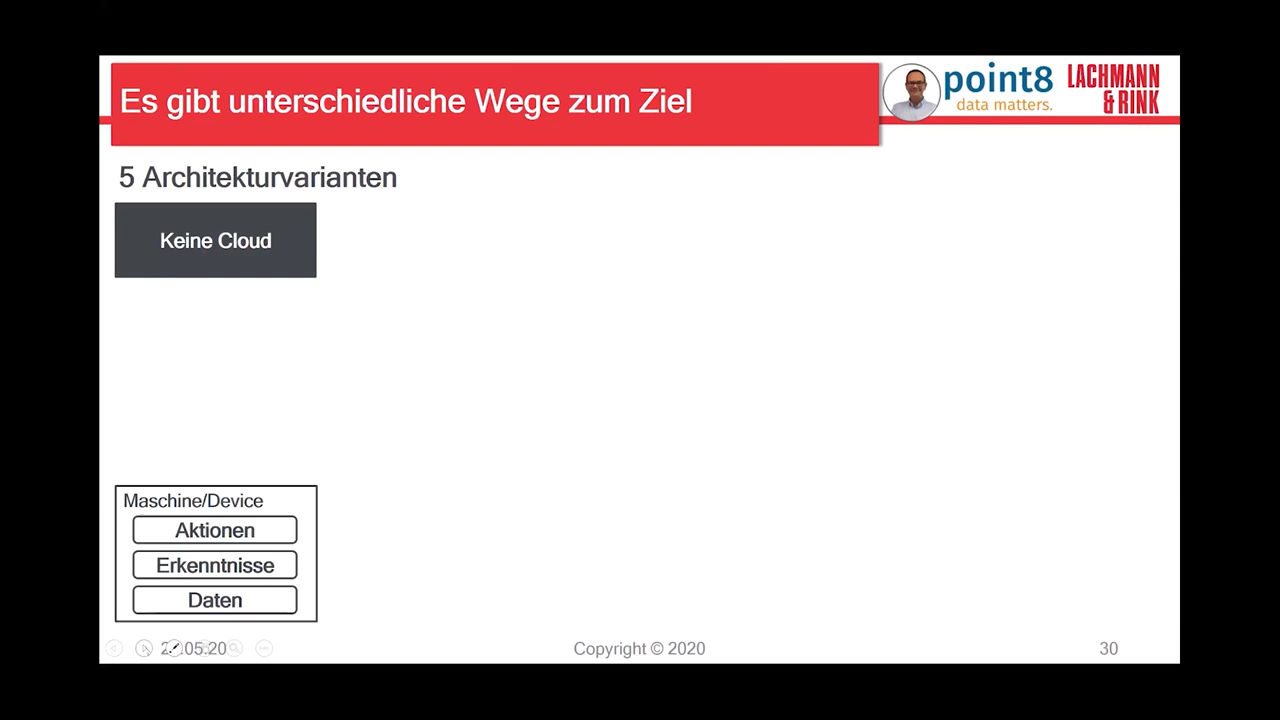 Es gibt unterschiedliche Wege zum Ziel
point8
data matters.
LACHMANN
& RINK
5 Architekturvarianten
Keine Cloud
Maschine/Device
Aktionen
Erkenntnisse
Daten
Copyright © 2020
30